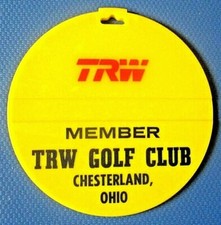 TRW
MEMBER
TRW GOLF CLUB
CHESTERLAND,
OHIO